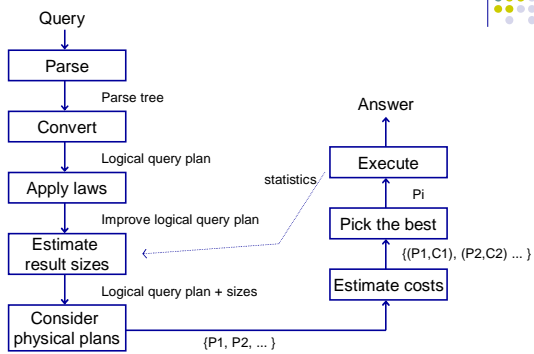 Query
Parse
Parse tree
Convert
Logical query plan
Apply laws
Improve logical query plan
Estimate
result sizes
Logical query plan + sizes
Consider
physical plans
{P1, P2, ... }
Estimate costs
{(P1,C1), (P2,C2) ... }
Pick the best
Pi
Execute
statistics
Answer